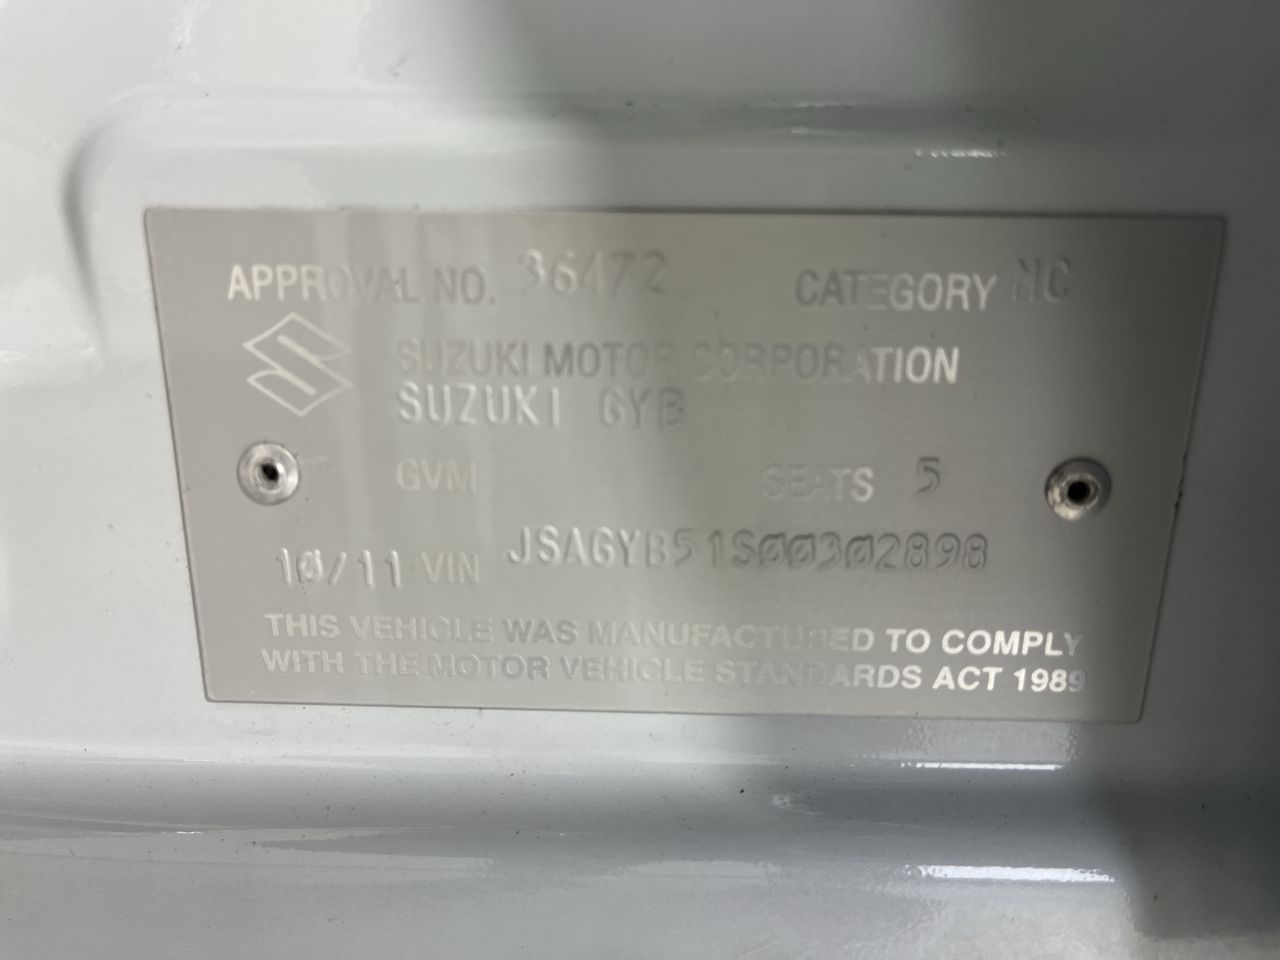 APPROVAL NO. 36472 CATEGORY MC
SUZUKI MOTOR CORPORATION
SUZUKI GYB
GVM SEATS 5
10/11 VIN JSAGYB51S00302898
THIS VEHICLE WAS MANUFACTURED TO COMPLY
WITH THE MOTOR VEHICLE STANDARDS ACT 1989